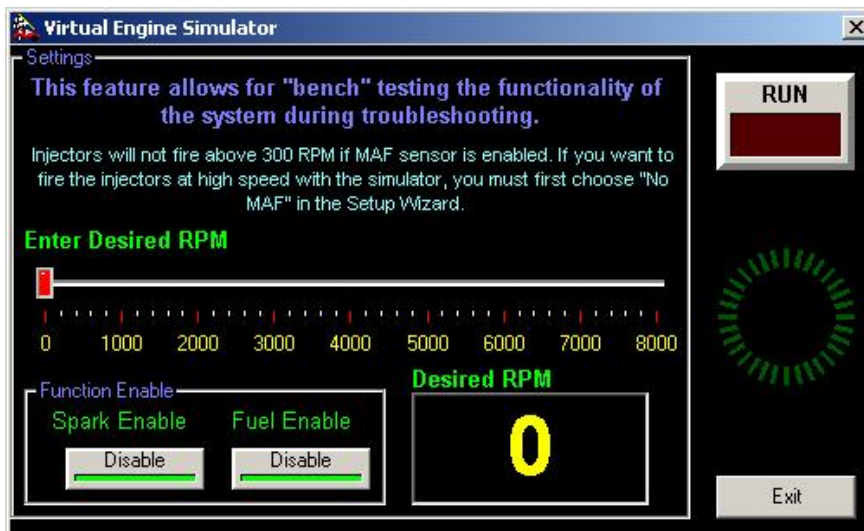 Virtual Engine Simulator
Settings
This feature allows for "bench" testing the functionality of
the system during troubleshooting.
Injectors will not fire above 300 RPM if MAF sensor is enabled. If you want to
fire the injectors at high speed with the simulator, you must first choose "No
MAF" in the Setup Wizard.
Enter Desired RPM
0 1000 2000 3000 4000 5000 6000 7000 8000
Function Enable
Spark Enable Fuel Enable
Disable Disable
Desired RPM
0
RUN
Exit